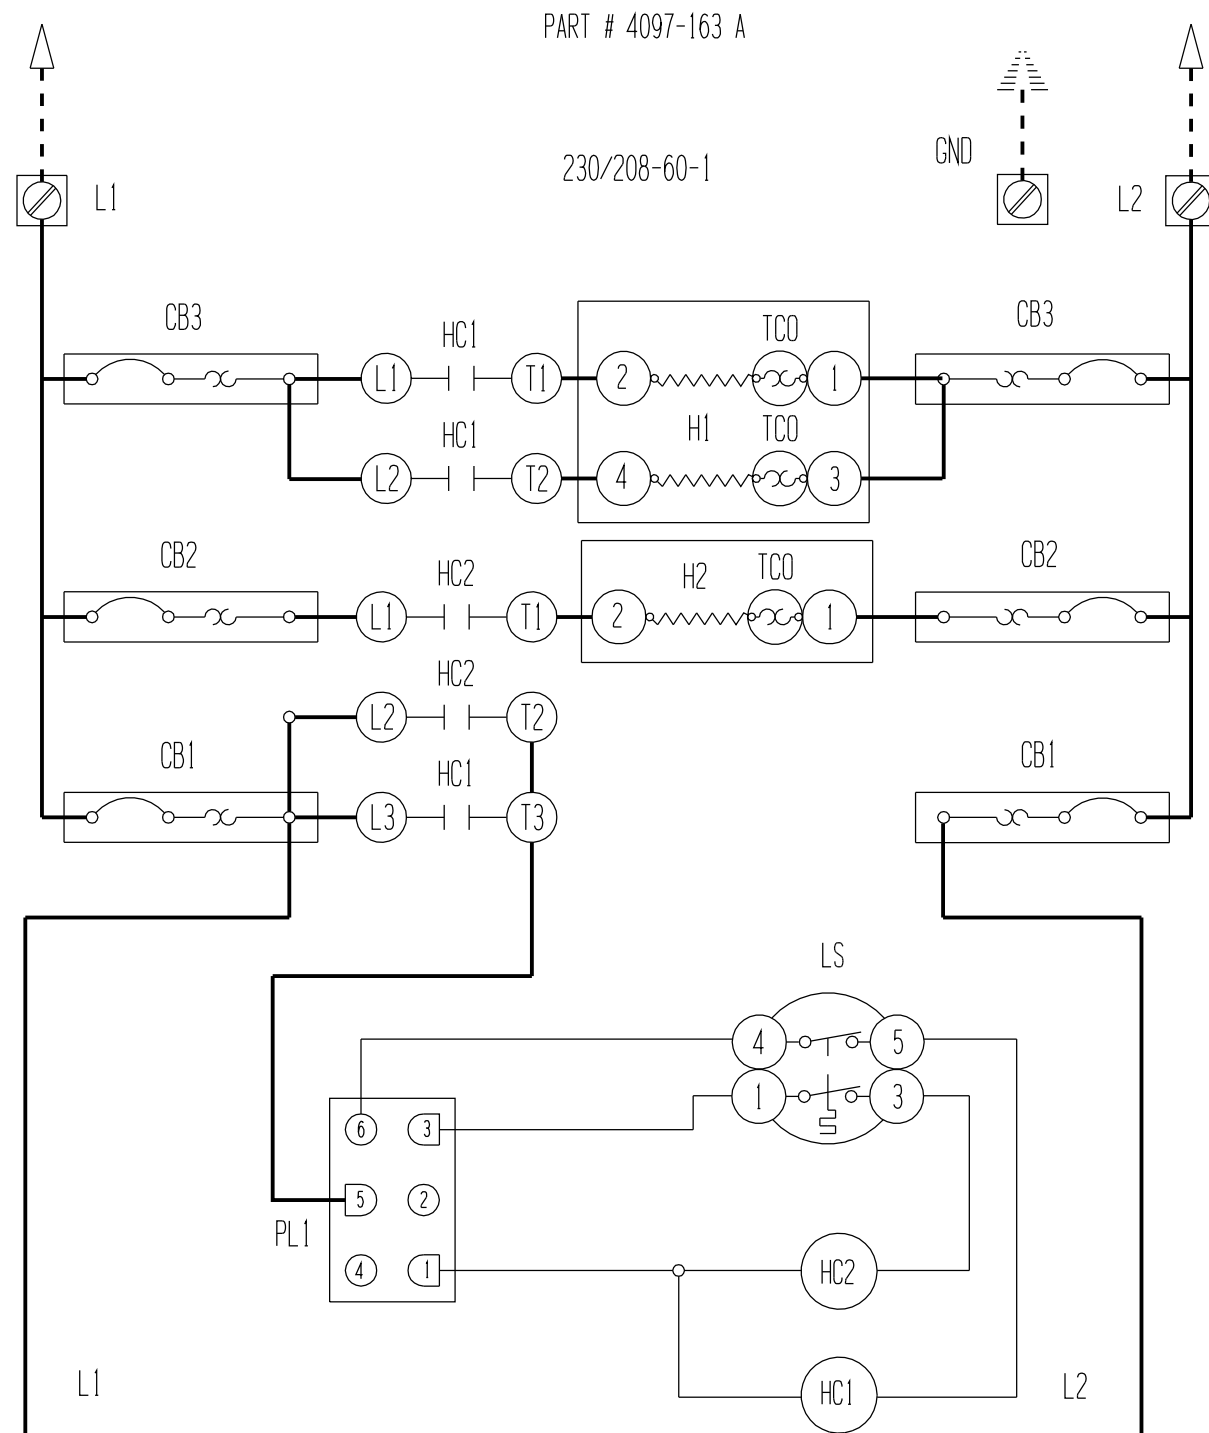 PART # 4097-163 A
230/208-60-1
GND
L1
L2
CB3
HC1
TCO
CB3
L1
T1
2
1
HC1
H1
TCO
L2
T2
4
3
CB2
HC2
H2
TCO
CB2
L1
T1
2
1
HC2
L2
T2
CB1
HC1
CB1
L3
T3
LS
4
5
1
3
6
3
5
2
PL1
4
1
HC2
L1
HC1
L2